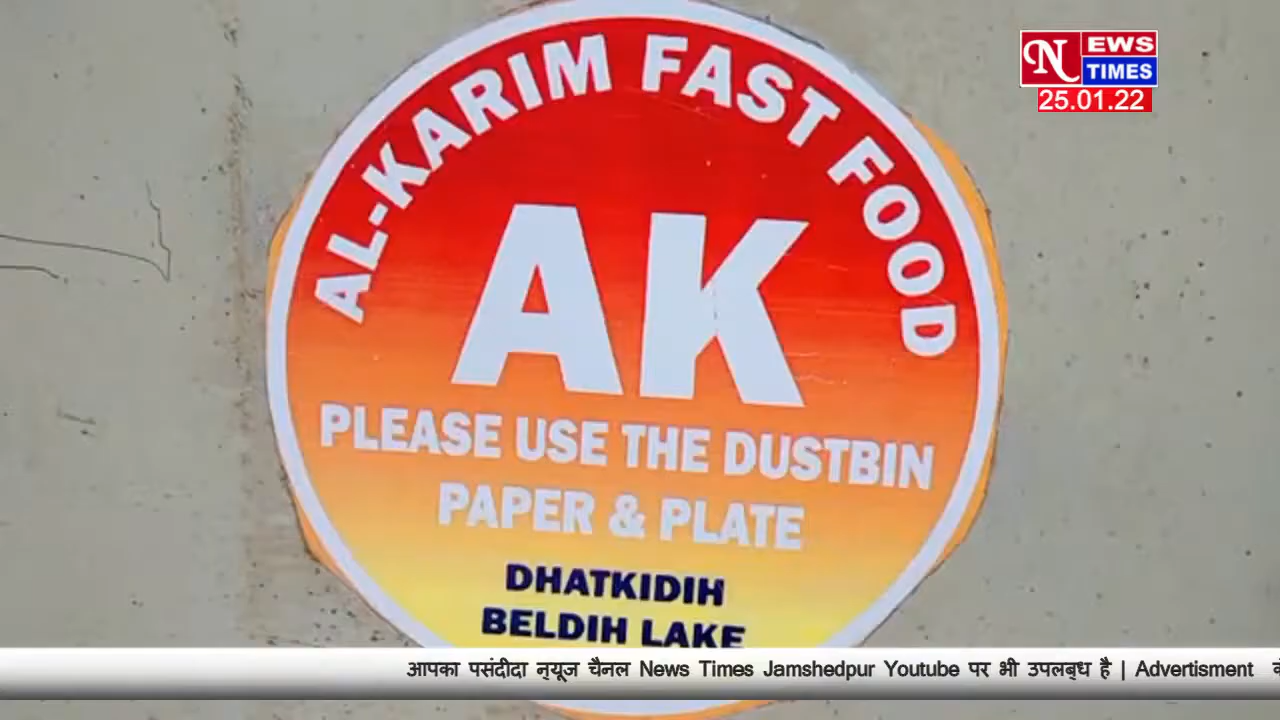 AL-KARIM FAST FOOD
AK
PLEASE USE THE DUSTBIN
PAPER & PLATE
DHATKIDIH
BELDIH LAKE
NEWS
TIMES
25.01.22
आपका पसंदीदा न्यूज चैनल News Times Jamshedpur Youtube पर भी उपलब्ध है | Advertisment